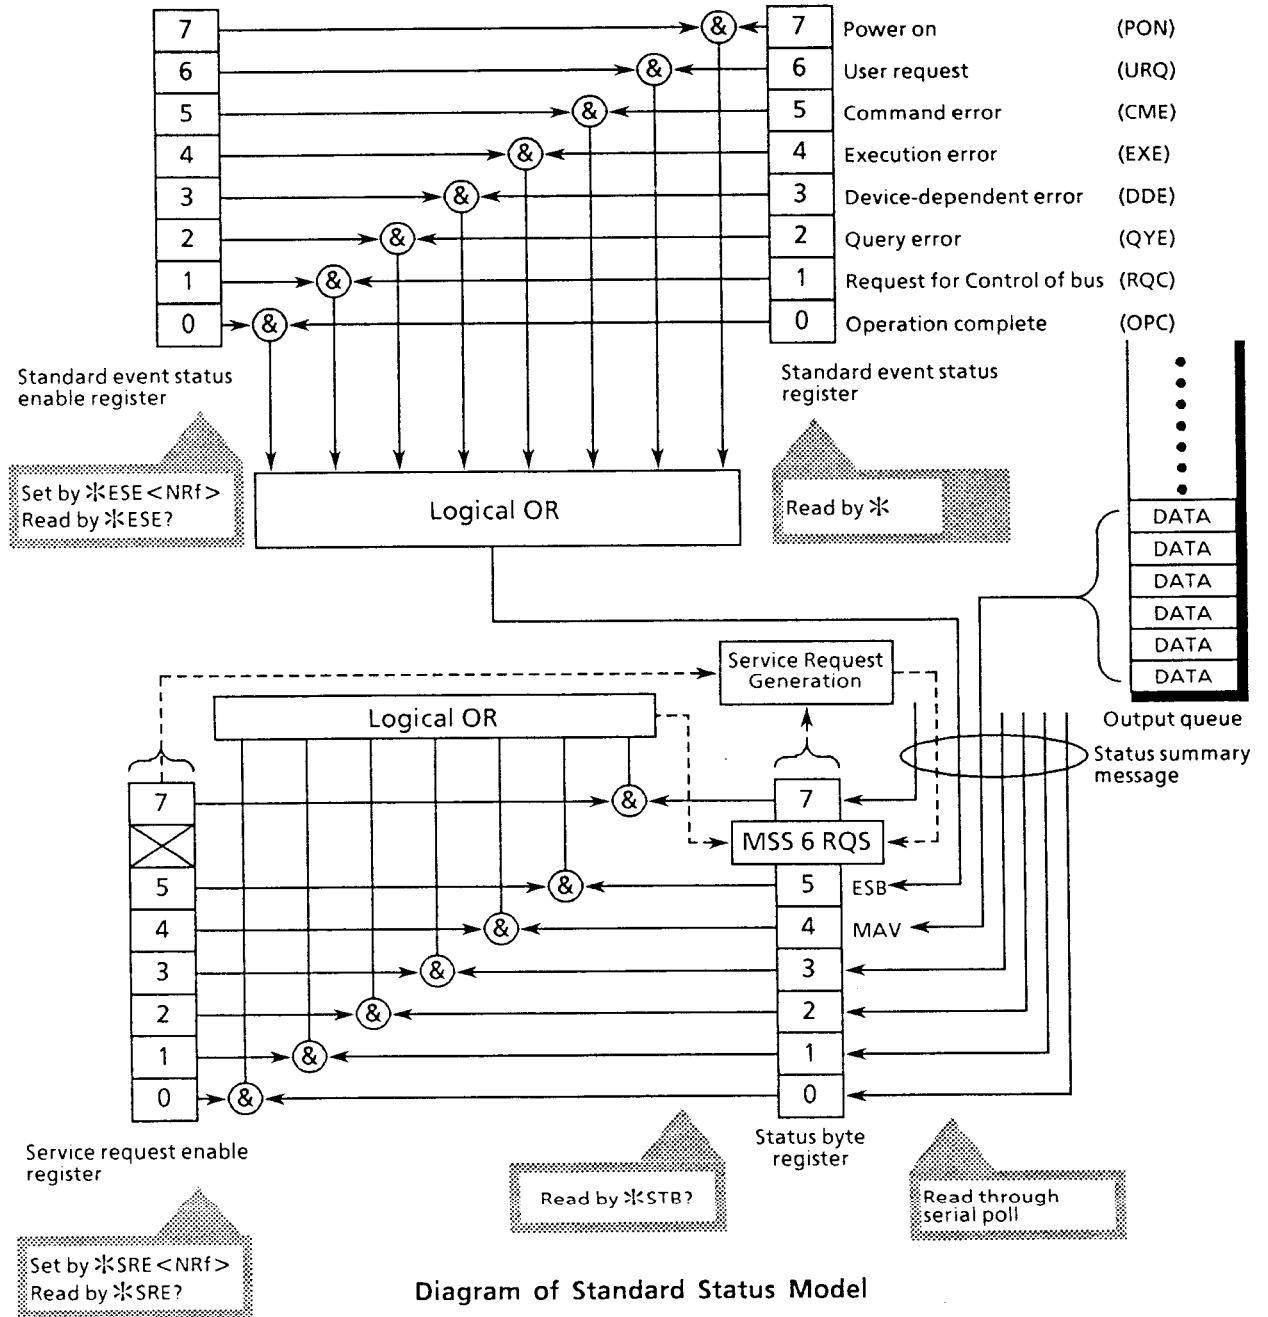 7 & 7 Power on (PON)
6 & 6 User request (URQ)
5 & 5 Command error (CME)
4 & 4 Execution error (EXE)
3 & 3 Device-dependent error (DDE)
2 & 2 Query error (QYE)
1 & 1 Request for Control of bus (RQC)
0 & 0 Operation complete (OPC)
Standard event status
enable register
Standard event status
register
Set by *ESE<NRf>
Read by *ESE?
Logical OR
Read by *
DATA
DATA
DATA
DATA
DATA
DATA
Output queue
Service Request
Generation
Logical OR
Status summary
message
7 & 7
MSS 6 RQS
5 & 5 ESB
4 & 4 MAV
3 & 3
2 & 2
1 & 1
0 & 0
Service request enable
register
Status byte
register
Read by *STB?
Read through
serial poll
Set by *SRE<NRf>
Read by *SRE?
Diagram of Standard Status Model